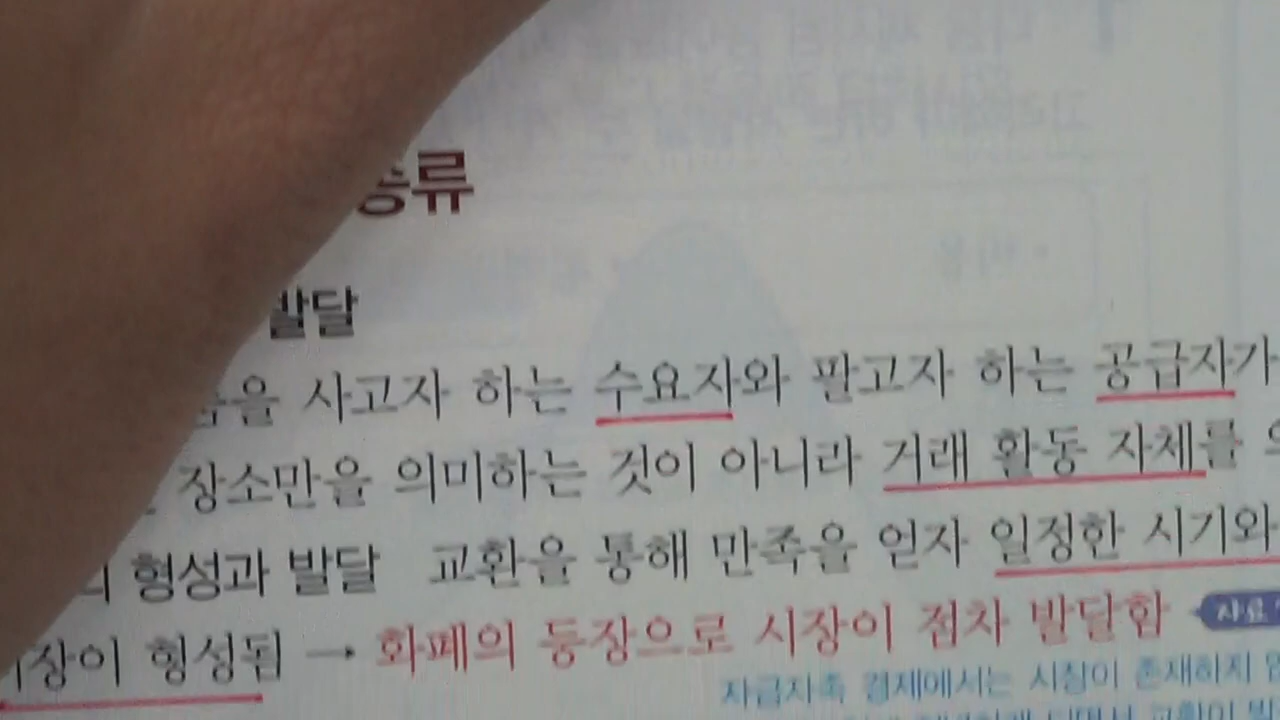 종류
발달
을 사고자 하는 수요자와 팔고자 하는 공급자가
장소만을 의미하는 것이 아니라 거래 활동 자체를
의 형성과 발달 교환을 통해 만족을 얻자 일정한 시기와
시장이 형성됨 → 화폐의 등장으로 시장이 점차 발달함 자료
자급자족 경제에서는 시장이 존재하지